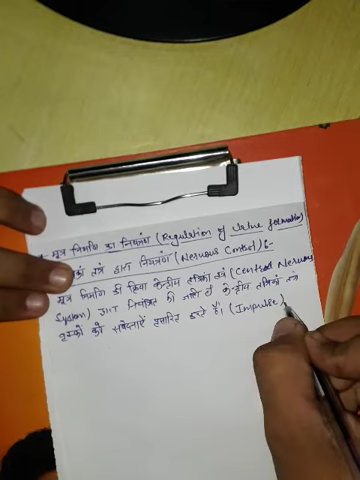 मूत्र निर्माण का नियंत्रण (Regulation of Urine formation)
तंत्रिका तंत्र द्वारा नियंत्रण (Nervous Control) :-
मूत्र निर्माण की क्रिया केन्द्रीय तंत्रिका तंत्र (Central Nervous
System) द्वारा नियंत्रित की जाती है केन्द्रीय तंत्रिका तंत्र
वृक्को को संवेदनाऐं प्रसारित करते हैं। (Impulse)